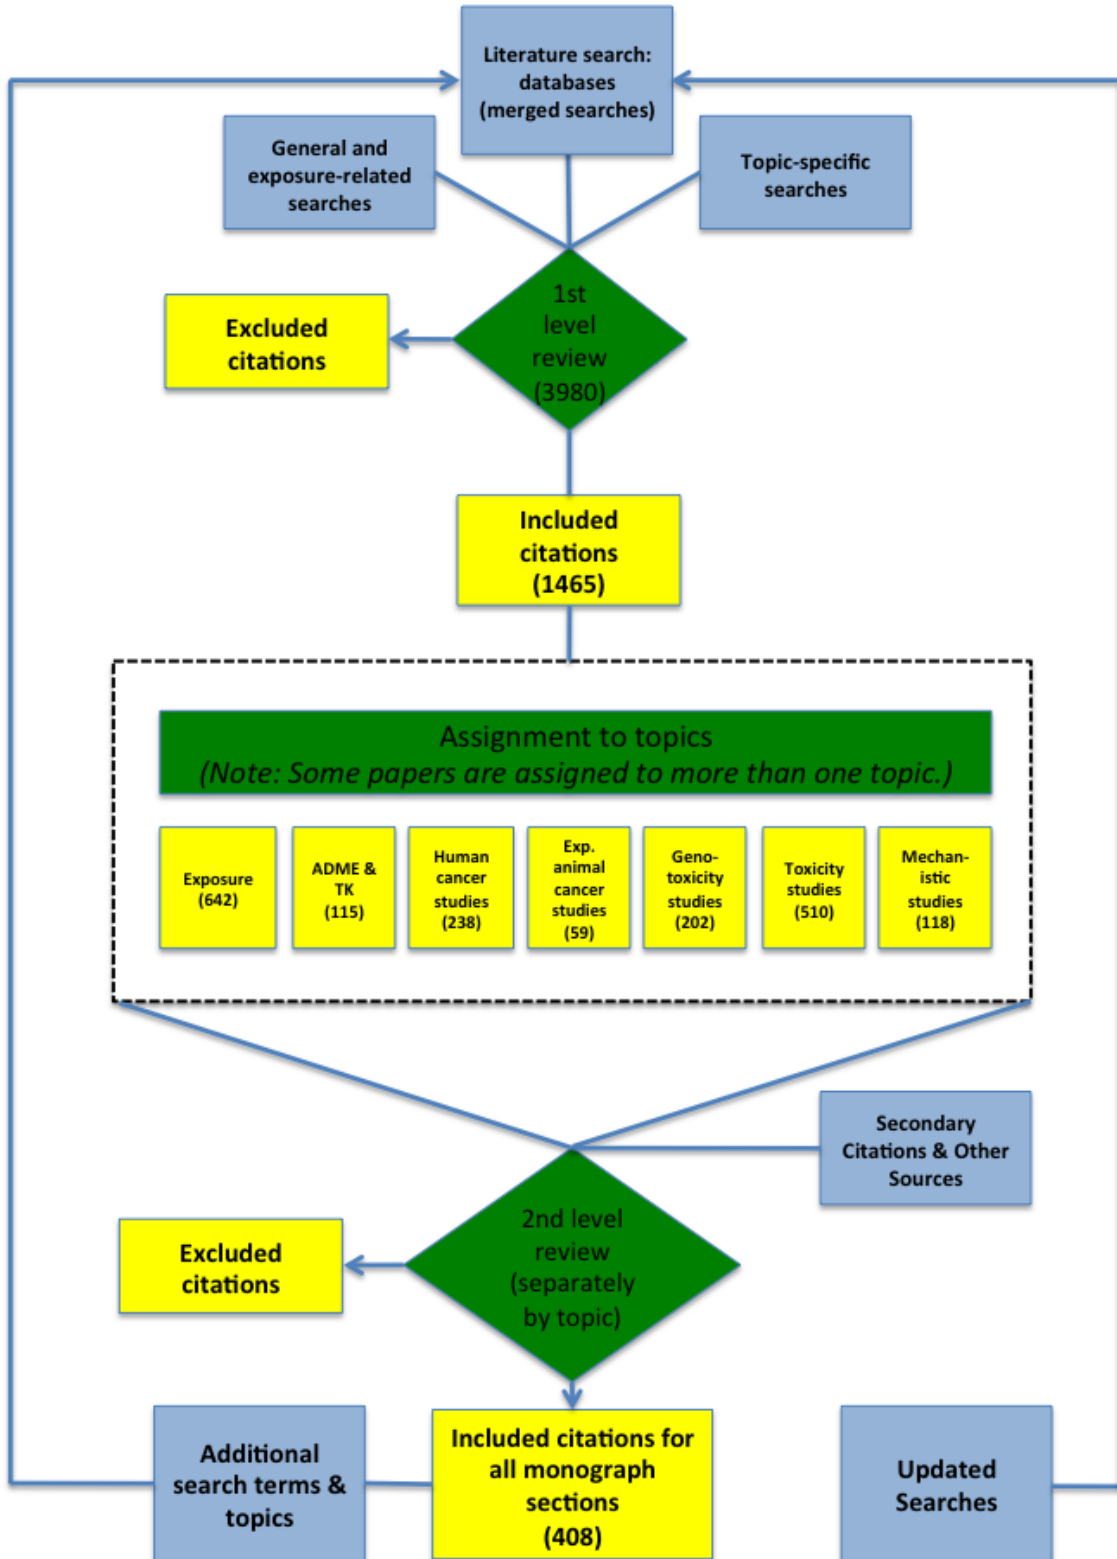 Literature search:
databases
(merged searches)
General and
exposure-related
searches
Topic-specific
searches
1st
level
review
(3980)
Excluded
citations
Included
citations
(1465)
Assignment to topics
(Note: Some papers are assigned to more than one topic.)
Exposure
(642)
ADME &
TK
(115)
Human
cancer
studies
(238)
Exp.
animal
cancer
studies
(59)
Geno-
toxicity
studies
(202)
Toxicity
studies
(510)
Mechan-
istic
studies
(118)
Secondary
Citations & Other
Sources
2nd level
review
(separately
by topic)
Excluded
citations
Additional
search terms &
topics
Included citations for
all monograph
sections
(408)
Updated
Searches